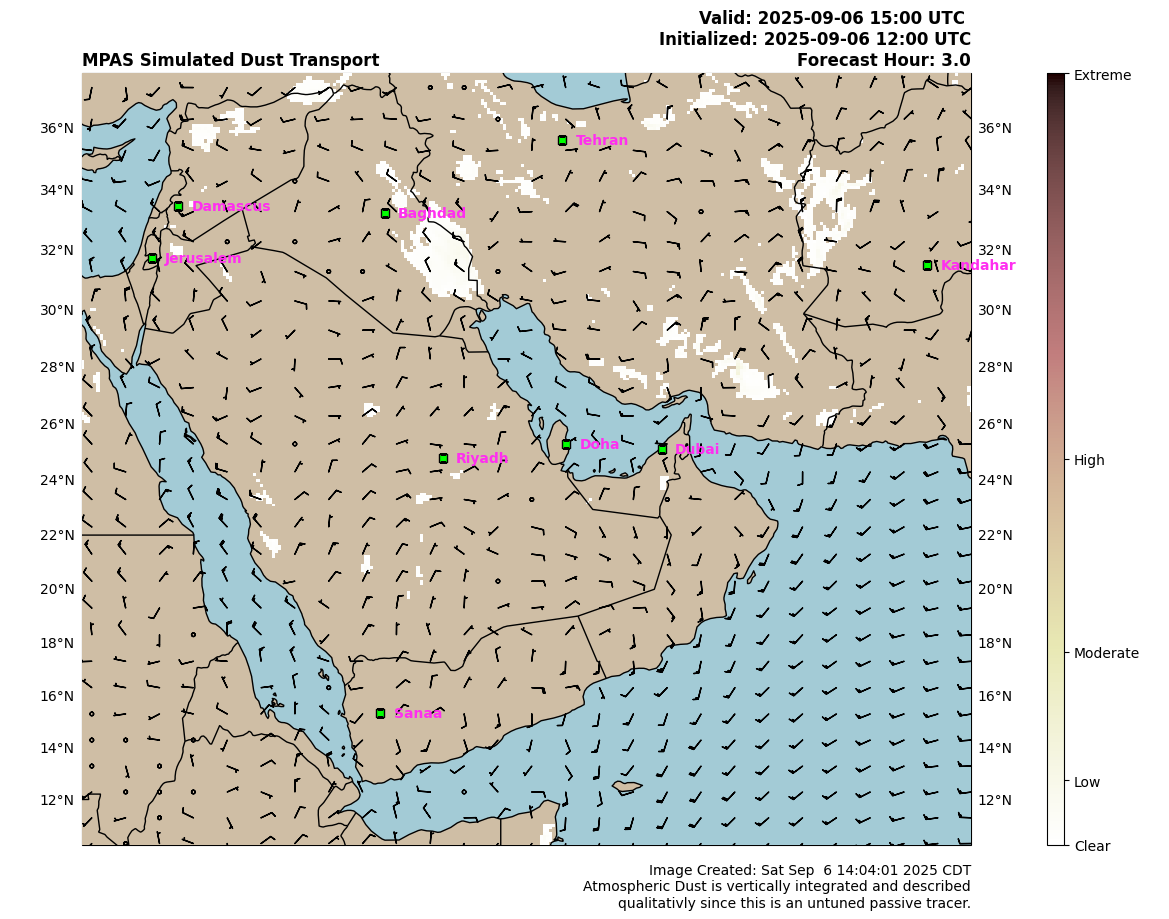 Valid: 2025-09-06 15:00 UTC
Initialized: 2025-09-06 12:00 UTC
MPAS Simulated Dust Transport
Forecast Hour: 3.0
Extreme
36°N
36°N
Tehran
34°N
34°N
Damascus
Baghdad
32°N
32°N
Jerusalem
Kandahar
30°N
30°N
28°N
28°N
26°N
26°N
Doha
Dubai
Riyadh
High
24°N
24°N
22°N
22°N
20°N
20°N
18°N
18°N
Moderate
16°N
16°N
Sanaa
14°N
14°N
Low
12°N
12°N
Clear
Image Created: Sat Sep  6 14:04:01 2025 CDT
Atmospheric Dust is vertically integrated and described
qualitativly since this is an untuned passive tracer.